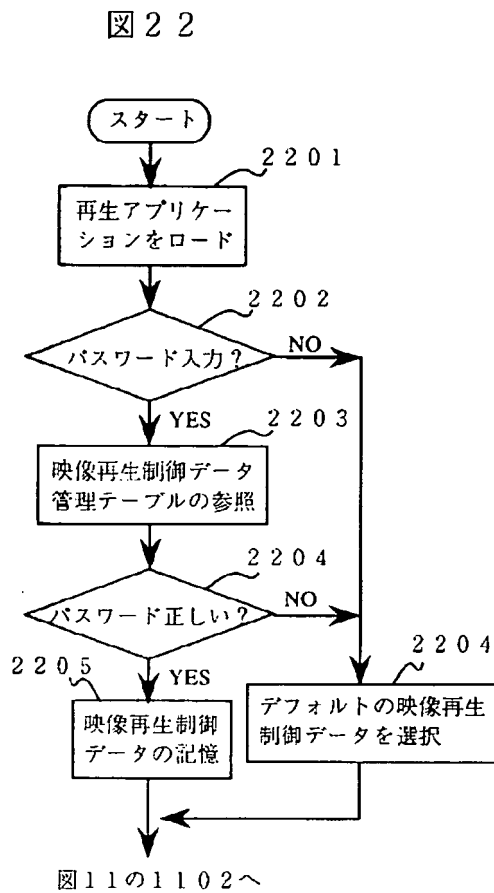 図２２
スタート
２２０１
再生アプリケー
ションをロード
２２０２
パスワード入力？
NO
YES
２２０３
映像再生制御データ
管理テーブルの参照
２２０４
パスワード正しい？
NO
２２０４
２２０５
YES
デフォルトの映像再生
制御データを選択
映像再生制御
データの記憶
図11の１１０２へ